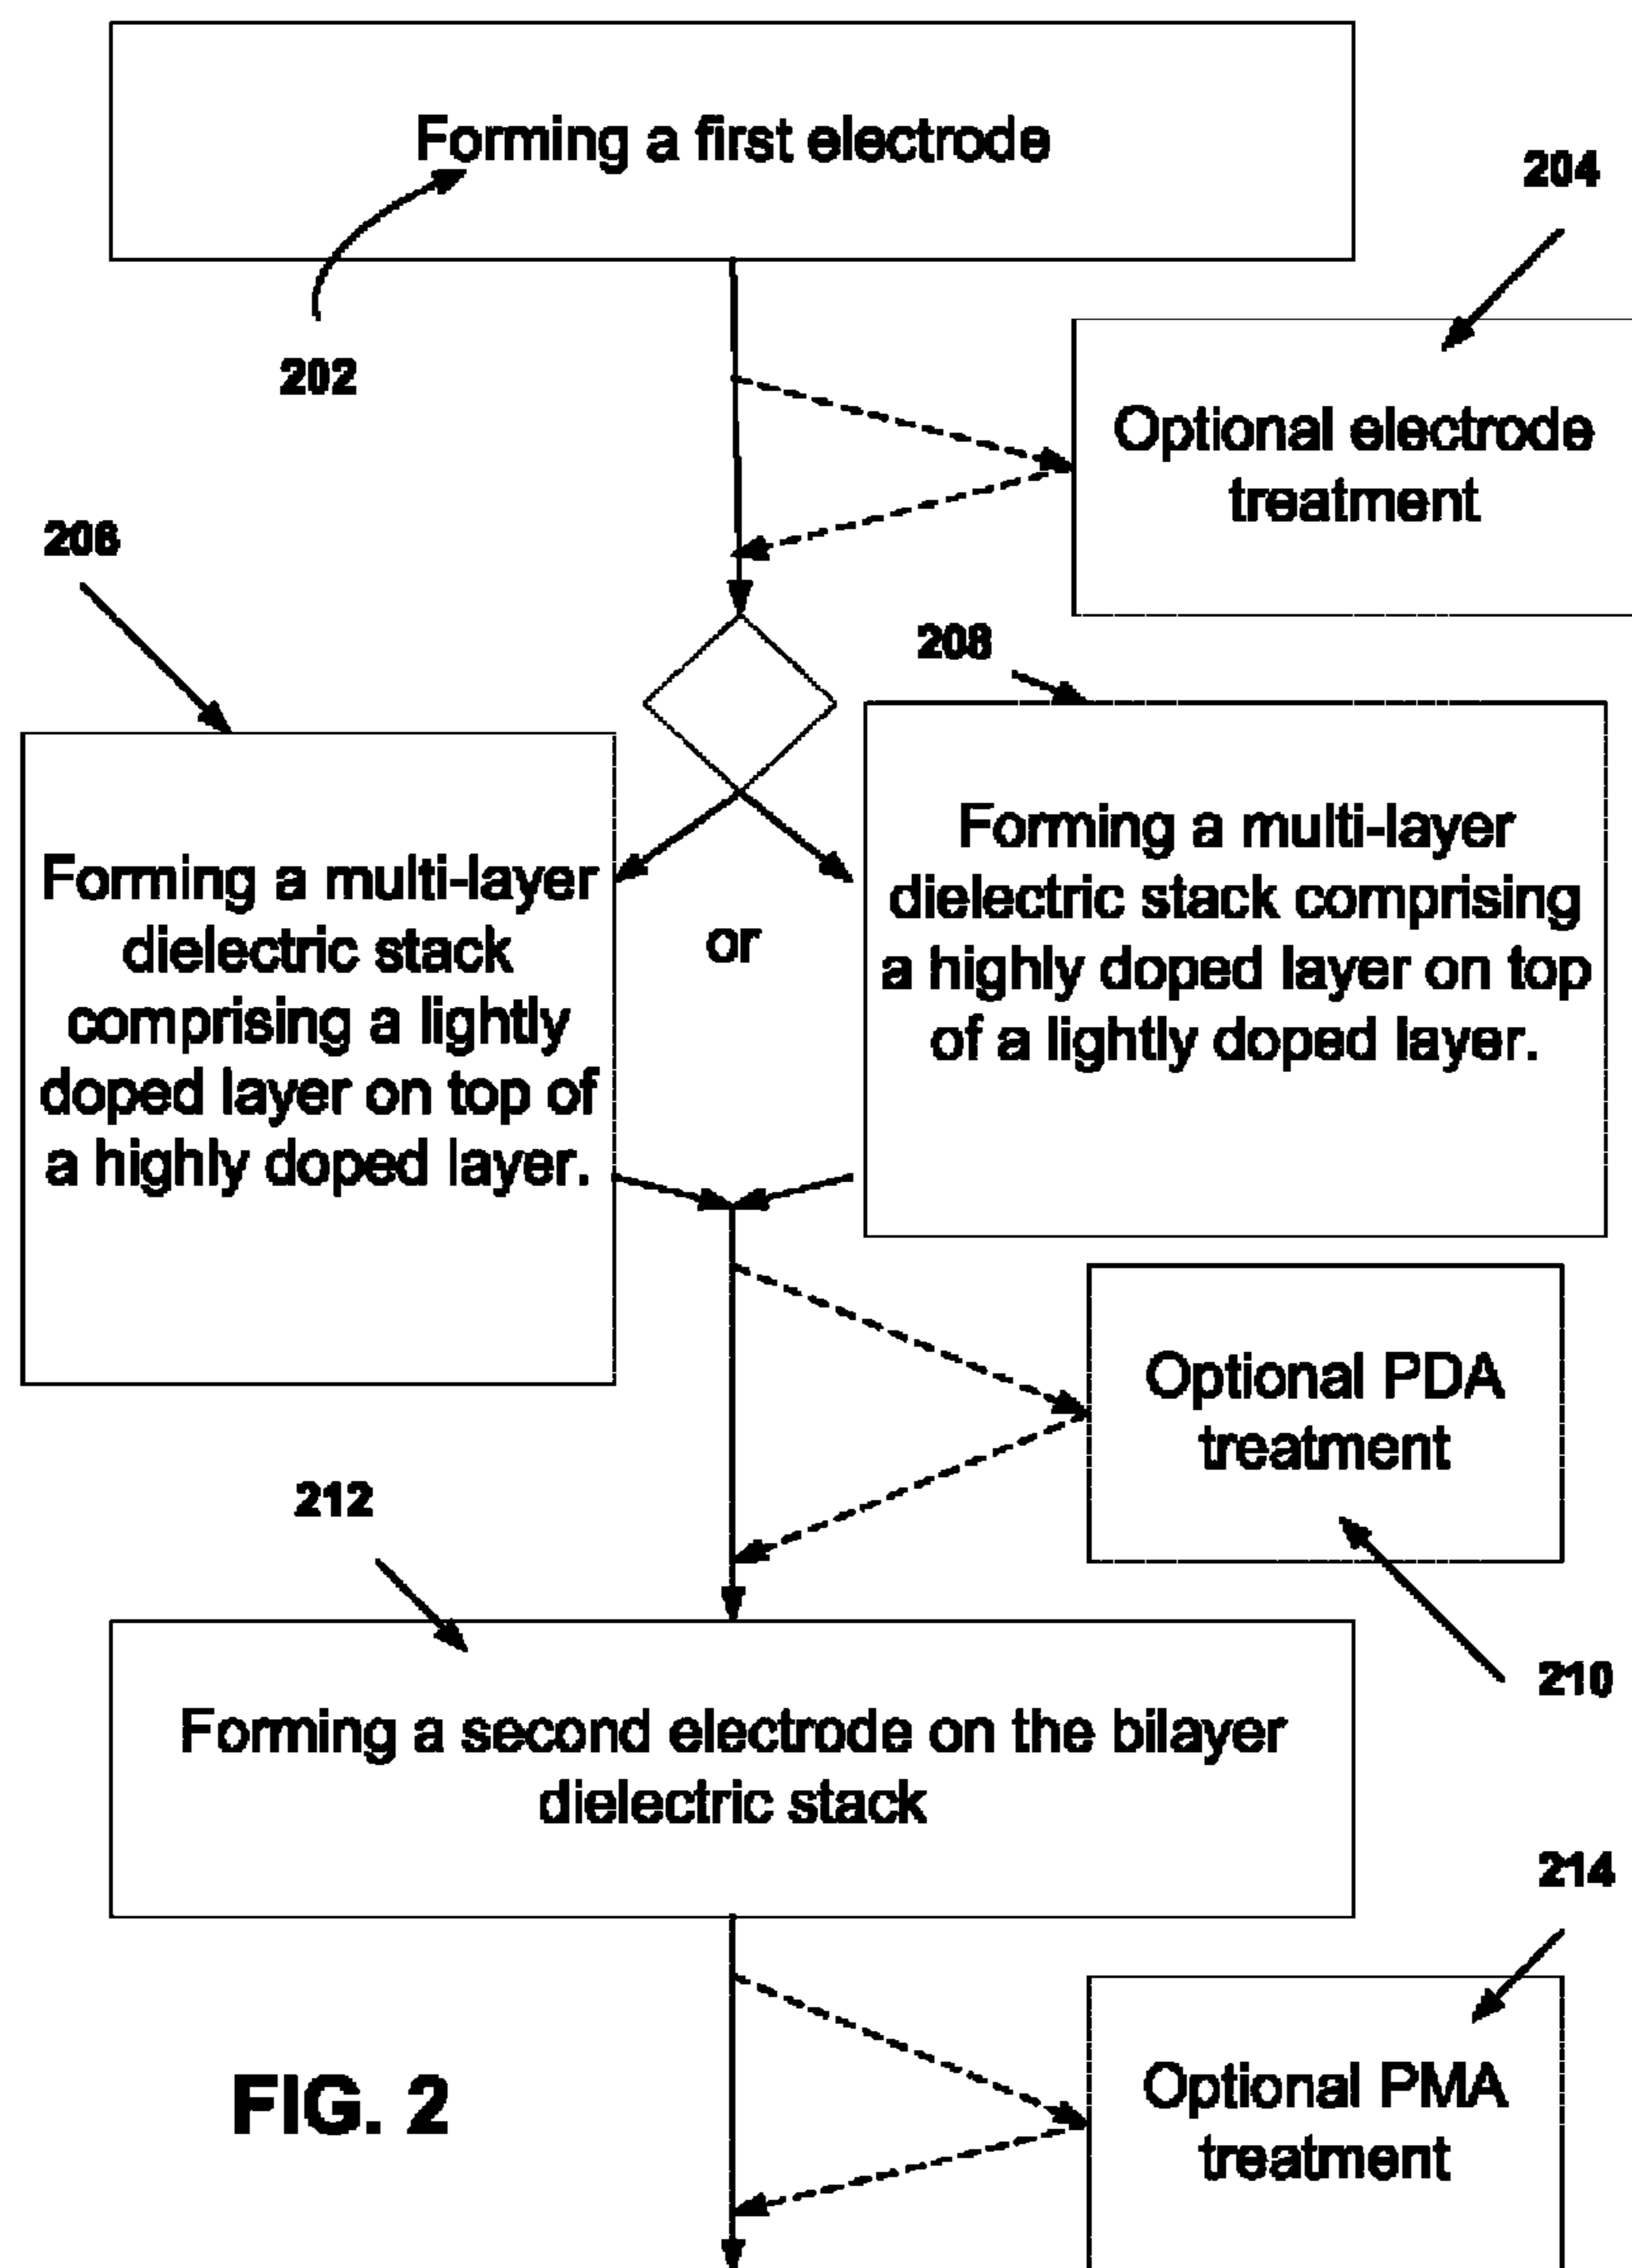 Forming a first electrode
202
204
Optional electrode
treatment
206
208
Forming a multi-layer
dielectric stack
comprising a lightly
doped layer on top of
a highly doped layer.
or
Forming a multi-layer
dielectric stack comprising
a highly doped layer on top
of a lightly doped layer.
Optional PDA
treatment
210
212
Forming a second electrode on the bilayer
dielectric stack
214
Optional PMA
treatment
FIG. 2